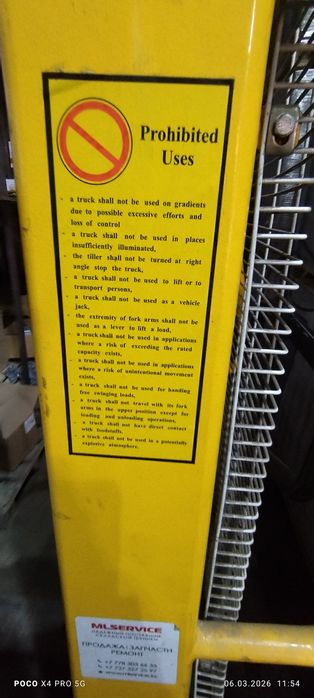 Prohibited
Uses
- a truck shall not be used on gradients
due to possible excessive efforts and
loss of control
- a truck shall not be used in places
insufficiently illuminated,
- the tiller shall not be turned at right
angle stop the truck,
- a truck shall not be used to lift or to
transport persons,
- a truck shall not be used as a vehicle
jack,
- the extremity of fork arms shall not be
used as a lever to lift a load,
- a truck shall not be used in applications
where a risk of exceeding the rated
capacity exists,
- a truck shall not be used in applications
where a risk of unintentional movement
exists,
- a truck shall not be used for handing
free swinging loads,
- a truck shall not travel with its fork
arms in the upper position except for
loading and unloading operations,
- a truck shall not have direct contact
with foodstuffs,
- a truck shall not be used in a potentially
explosive atmosphere.
MLSERVICE
НАДЕЖНЫЙ ПОСТАВЩИК
СКЛАДСКОЙ ТЕХНИКИ
ПРОДАЖА | ЗАПЧАСТИ
РЕМОНТ
POCO X4 PRO 5G
06.03.2026 11:54